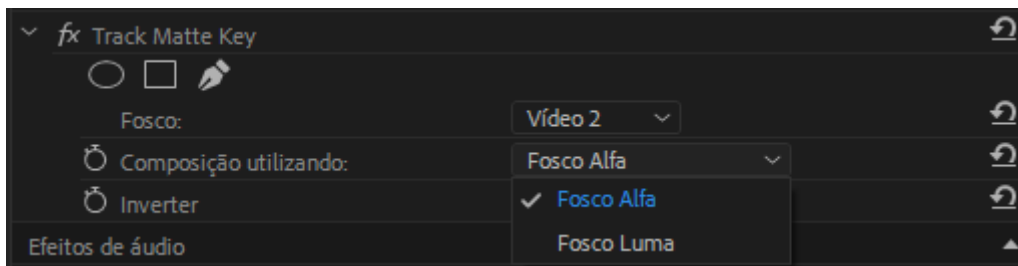 fx Track Matte Key
Fosco: Vídeo 2
Composição utilizando: Fosco Alfa
Inverter Fosco Alfa
Fosco Luma
Efeitos de áudio